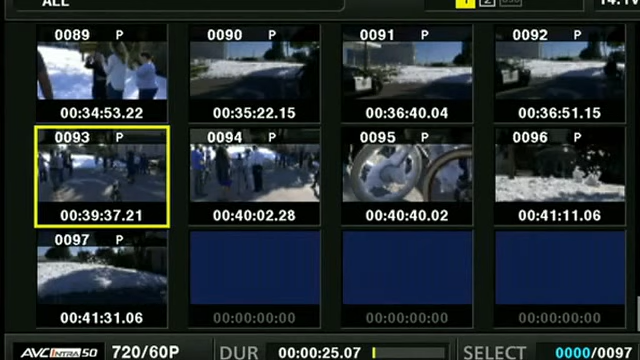 ALL 1 2
0089 P 0090 P 0091 P 0092 P
00:34:53.22 00:35:22.15 00:36:40.04 00:36:51.15
0093 P 0094 P 0095 P 0096 P
00:39:37.21 00:40:02.28 00:40:40.02 00:41:11.06
0097 P
00:41:31.06 00:00:00:00 00:00:00:00 00:00:00:00
AVC INTRA 50 720/60P DUR 00:00:25.07 SELECT 0000/0097